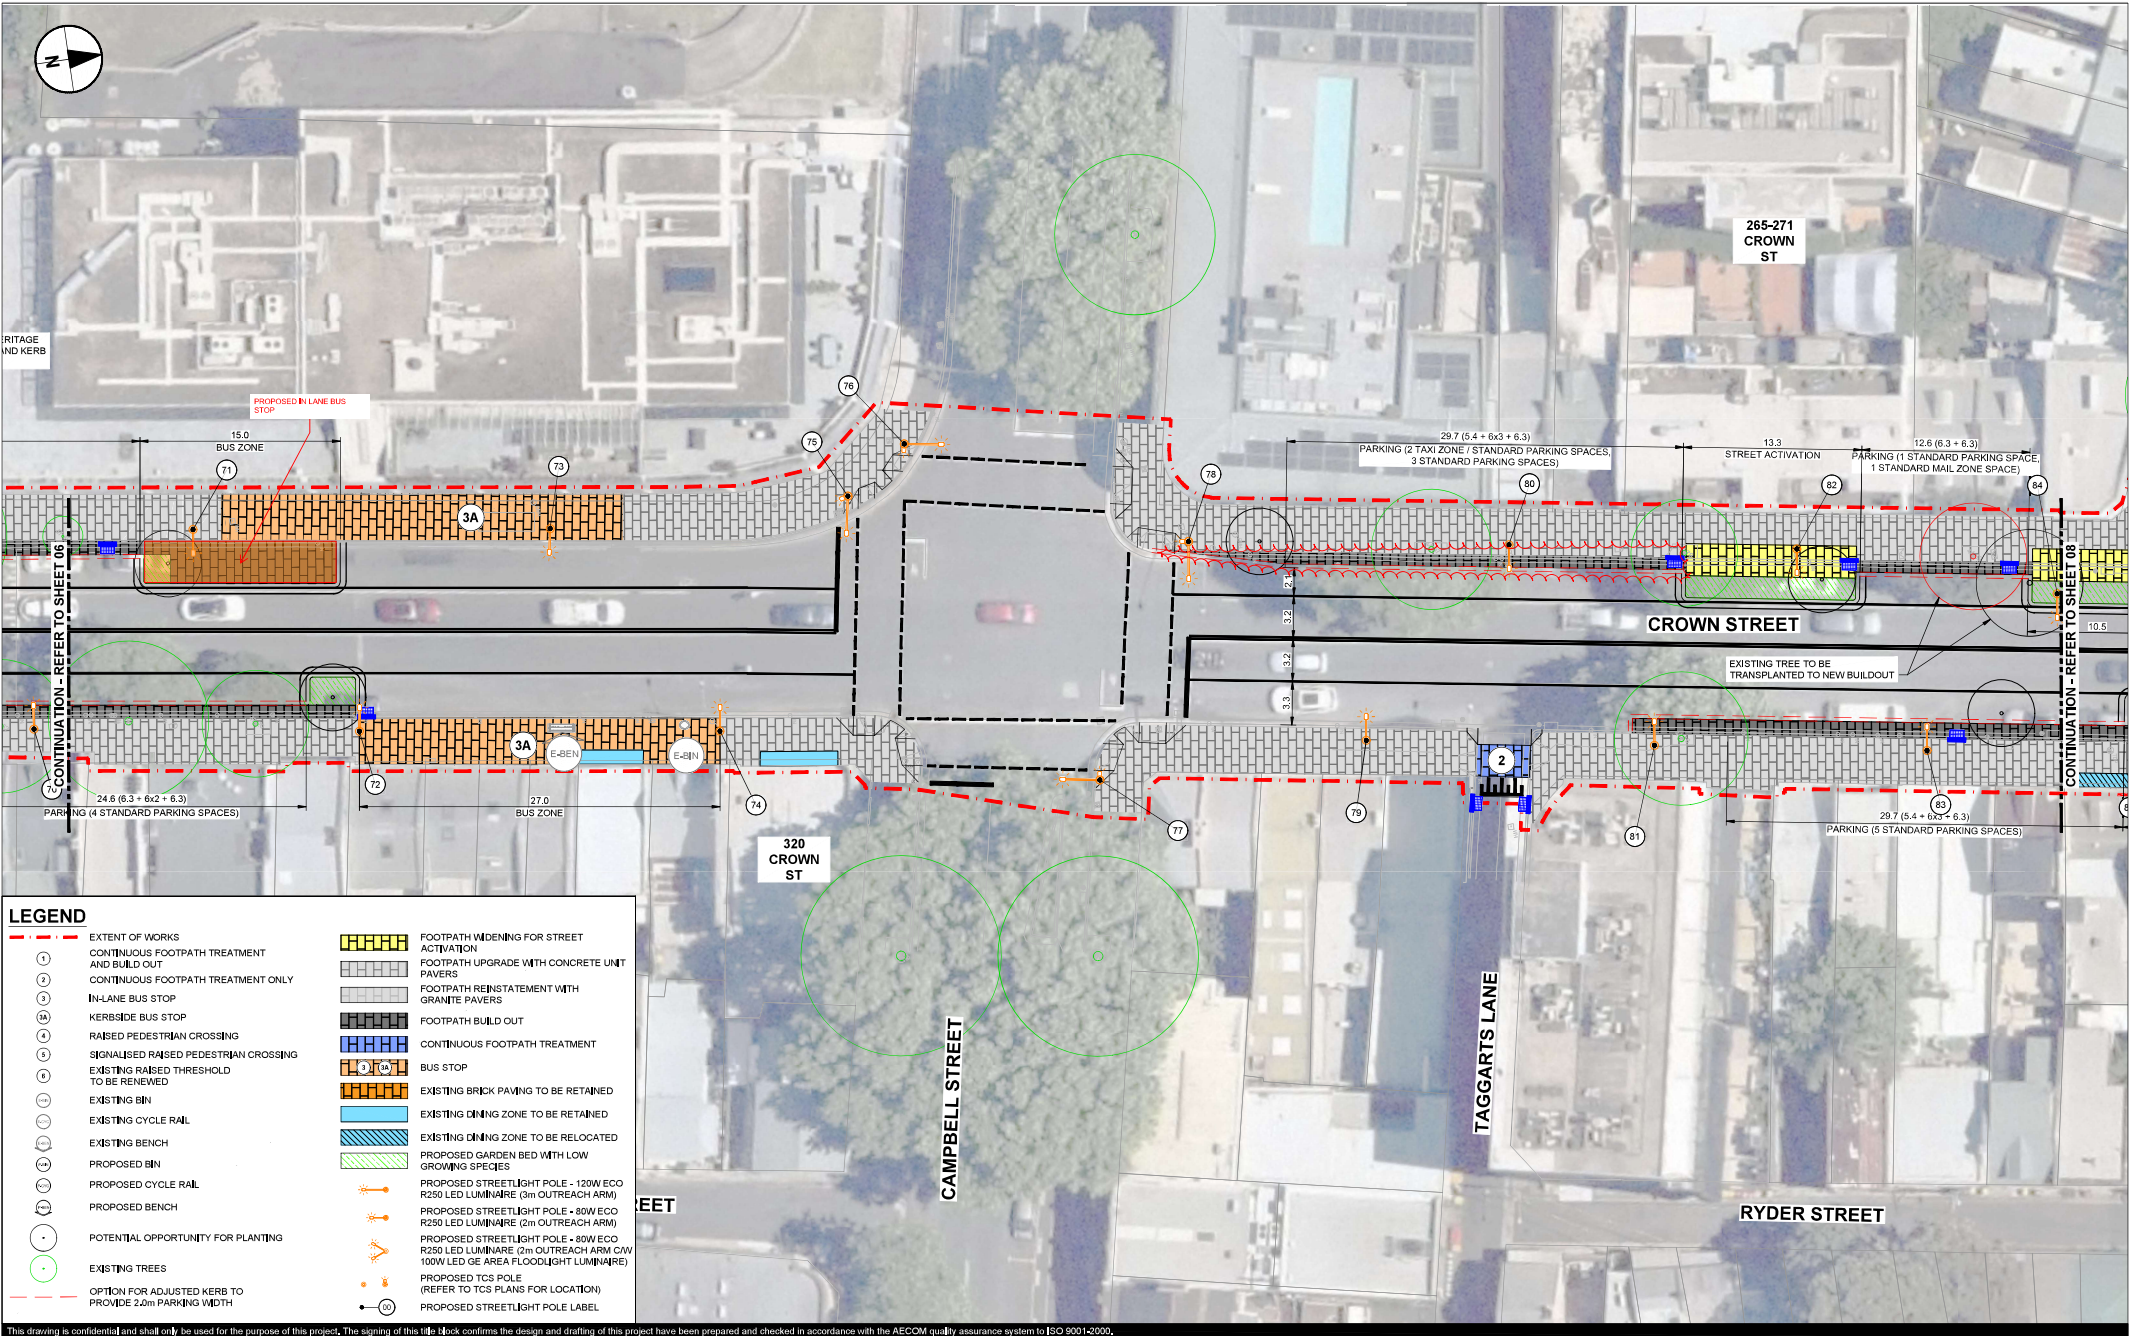 N
ERITAGE
AND KERB
PROPOSED IN LANE BUS
STOP
15.0
BUS ZONE
71
73
75
76
3A
78
80
82
84
29.7 (5.4 + 6x3 + 6.3)
PARKING (2 TAXI ZONE / STANDARD PARKING SPACES,
3 STANDARD PARKING SPACES)
13.3
STREET ACTIVATION
12.6 (6.3 + 6.3)
PARKING (1 STANDARD PARKING SPACE,
1 STANDARD MAIL ZONE SPACE)
265-271
CROWN
ST
CONTINUATION - REFER TO SHEET 06
CONTINUATION - REFER TO SHEET 08
2.1
3.2
3.2
3.3
CROWN STREET
10.5
EXISTING TREE TO BE
TRANSPLANTED TO NEW BUILDOUT
3A
E-BEN
E-BIN
2
70
72
74
77
79
81
83
24.6 (6.3 + 6x2 + 6.3)
PARKING (4 STANDARD PARKING SPACES)
27.0
BUS ZONE
29.7 (5.4 + 6x3 + 6.3)
PARKING (5 STANDARD PARKING SPACES)
320
CROWN
ST
CAMPBELL STREET
TAGGARTS LANE
RYDER STREET
REET
LEGEND
EXTENT OF WORKS
1
CONTINUOUS FOOTPATH TREATMENT
AND BUILD OUT
2
CONTINUOUS FOOTPATH TREATMENT ONLY
3
IN-LANE BUS STOP
3A
KERBSIDE BUS STOP
4
RAISED PEDESTRIAN CROSSING
5
SIGNALISED RAISED PEDESTRIAN CROSSING
6
EXISTING RAISED THRESHOLD
TO BE RENEWED
EXISTING BIN
EXISTING CYCLE RAIL
EXISTING BENCH
PROPOSED BIN
PROPOSED CYCLE RAIL
PROPOSED BENCH
POTENTIAL OPPORTUNITY FOR PLANTING
EXISTING TREES
OPTION FOR ADJUSTED KERB TO
PROVIDE 2.0m PARKING WIDTH
FOOTPATH WIDENING FOR STREET
ACTIVATION
FOOTPATH UPGRADE WITH CONCRETE UNIT
PAVERS
FOOTPATH REINSTATEMENT WITH
GRANITE PAVERS
FOOTPATH BUILD OUT
CONTINUOUS FOOTPATH TREATMENT
3 3A
BUS STOP
EXISTING BRICK PAVING TO BE RETAINED
EXISTING DINING ZONE TO BE RETAINED
EXISTING DINING ZONE TO BE RELOCATED
PROPOSED GARDEN BED WITH LOW
GROWING SPECIES
PROPOSED STREETLIGHT POLE - 120W ECO
R250 LED LUMINAIRE (3m OUTREACH ARM)
PROPOSED STREETLIGHT POLE - 80W ECO
R250 LED LUMINAIRE (2m OUTREACH ARM)
PROPOSED STREETLIGHT POLE - 80W ECO
R250 LED LUMINARE (2m OUTREACH ARM C/W
100W LED GE AREA FLOODLIGHT LUMINAIRE)
PROPOSED TCS POLE
(REFER TO TCS PLANS FOR LOCATION)
00
PROPOSED STREETLIGHT POLE LABEL
This drawing is confidential and shall only be used for the purpose of this project. The signing of this title block confirms the design and drafting of this project have been prepared and checked in accordance with the AECOM quality assurance system to ISO 9001-2000.